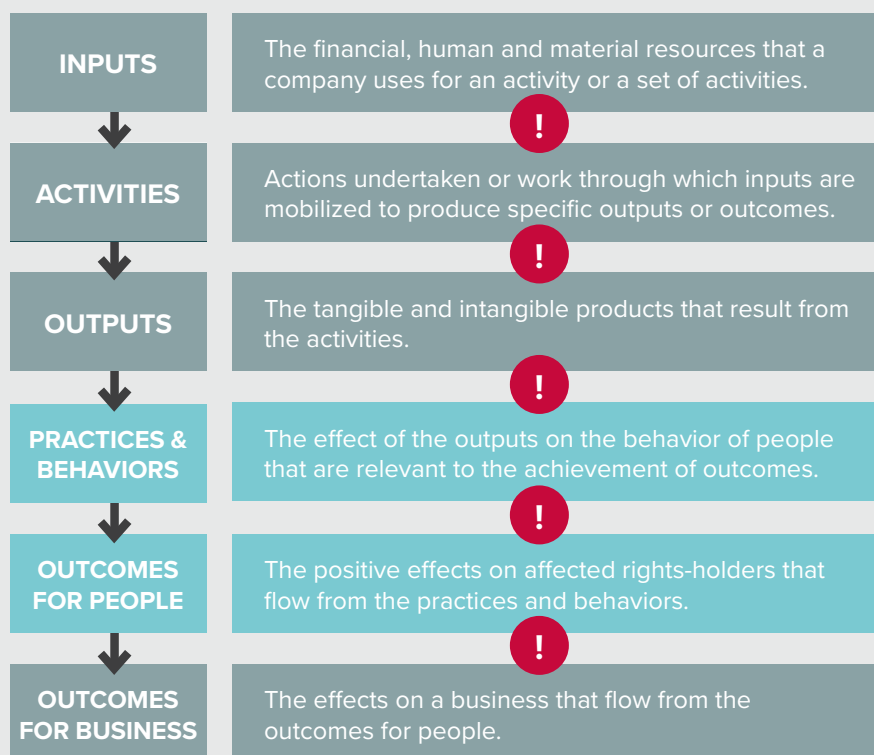 INPUTS
The financial, human and material resources that a
company uses for an activity or a set of activities.
!
ACTIVITIES
Actions undertaken or work through which inputs are
mobilized to produce specific outputs or outcomes.
!
OUTPUTS
The tangible and intangible products that result from
the activities.
!
PRACTICES &
BEHAVIORS
The effect of the outputs on the behavior of people
that are relevant to the achievement of outcomes.
!
OUTCOMES
FOR PEOPLE
The positive effects on affected rights-holders that
flow from the practices and behaviors.
!
OUTCOMES
FOR BUSINESS
The effects on a business that flow from the
outcomes for people.